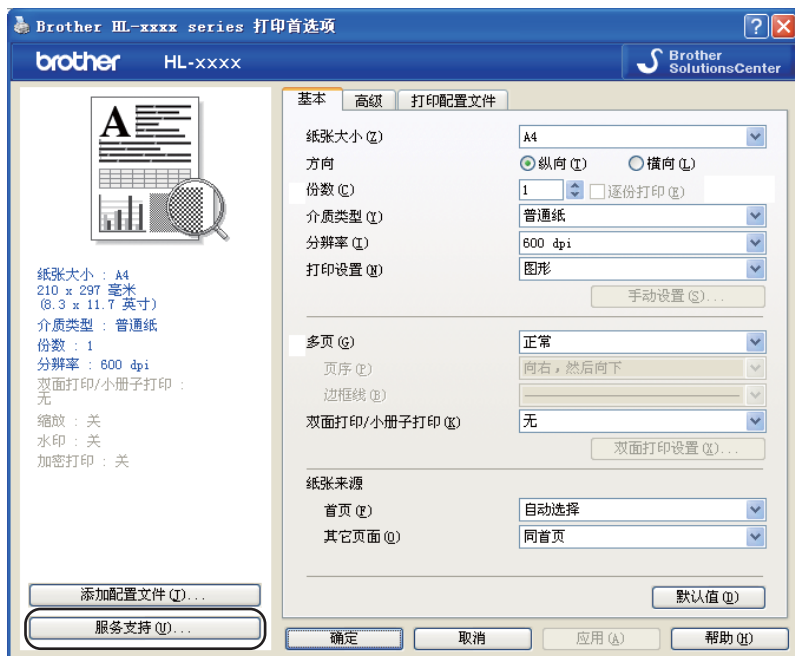 Brother HL-xxxx series 打印首选项
brother HL-xxxx
Brother
SolutionsCenter
A
纸张大小 : A4
210 x 297 毫米
(8.3 x 11.7 英寸)
介质类型 : 普通纸
份数 : 1
分辨率 : 600 dpi
双面打印/小册子打印 :
无
缩放 : 关
水印 : 关
加密打印 : 关
添加配置文件(J)...
服务支持(U)...
基本 高级 打印配置文件
纸张大小(Z) A4
方向 纵向(T) 横向(L)
份数(C) 1 逐份打印(E)
介质类型(Y) 普通纸
分辨率(I) 600 dpi
打印设置(N) 图形
手动设置(S)...
多页(G) 正常
页序(P) 向右，然后向下
边框线(B)
双面打印/小册子打印(K) 无
双面打印设置(X)...
纸张来源
首页(F) 自动选择
其它页面(O) 同首页
默认值(D)
确定 取消 应用(A) 帮助(H)